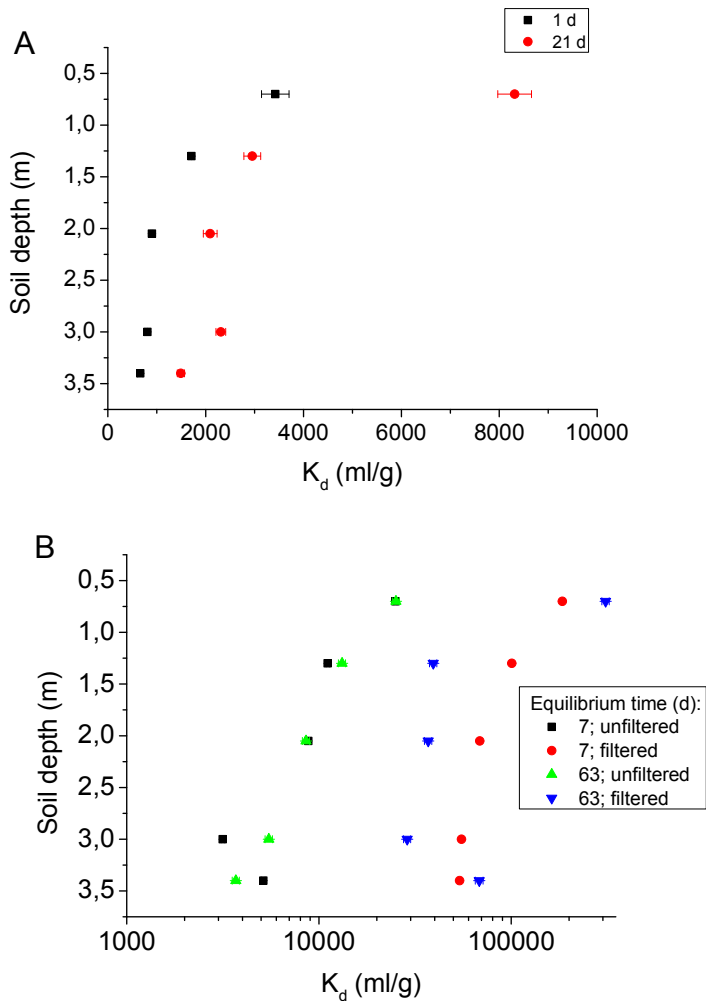 A
1 d
21 d
0,5
1,0
1,5
2,0
2,5
3,0
3,5
Soil depth (m)
0 2000 4000 6000 8000 10000
K_d (ml/g)
B
0,5
1,0
1,5
2,0
2,5
3,0
3,5
Soil depth (m)
Equilibrium time (d):
7; unfiltered
7; filtered
63; unfiltered
63; filtered
1000 10000 100000
K_d (ml/g)